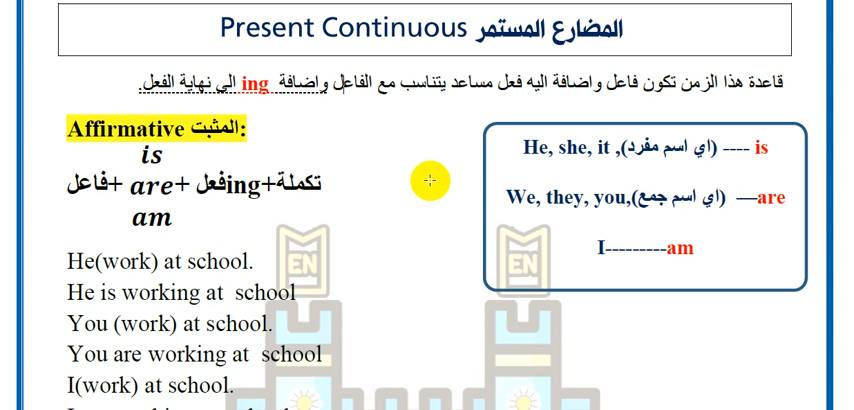 Present Continuous المضارع المستمر
قاعدة هذا الزمن تكون فاعل واضافة اليه فعل مساعد يتناسب مع الفاعل واضافة ing الى نهاية الفعل.
Affirmative المثبت:
is
فاعل+ are+ فعلing+تكملة
am
He(work) at school.
He is working at school
You (work) at school.
You are working at school
I(work) at school.
He, she, it ,(اي اسم مفرد) ---- is
We, they, you,(اي اسم جمع) —are
I---------am
EN
EN